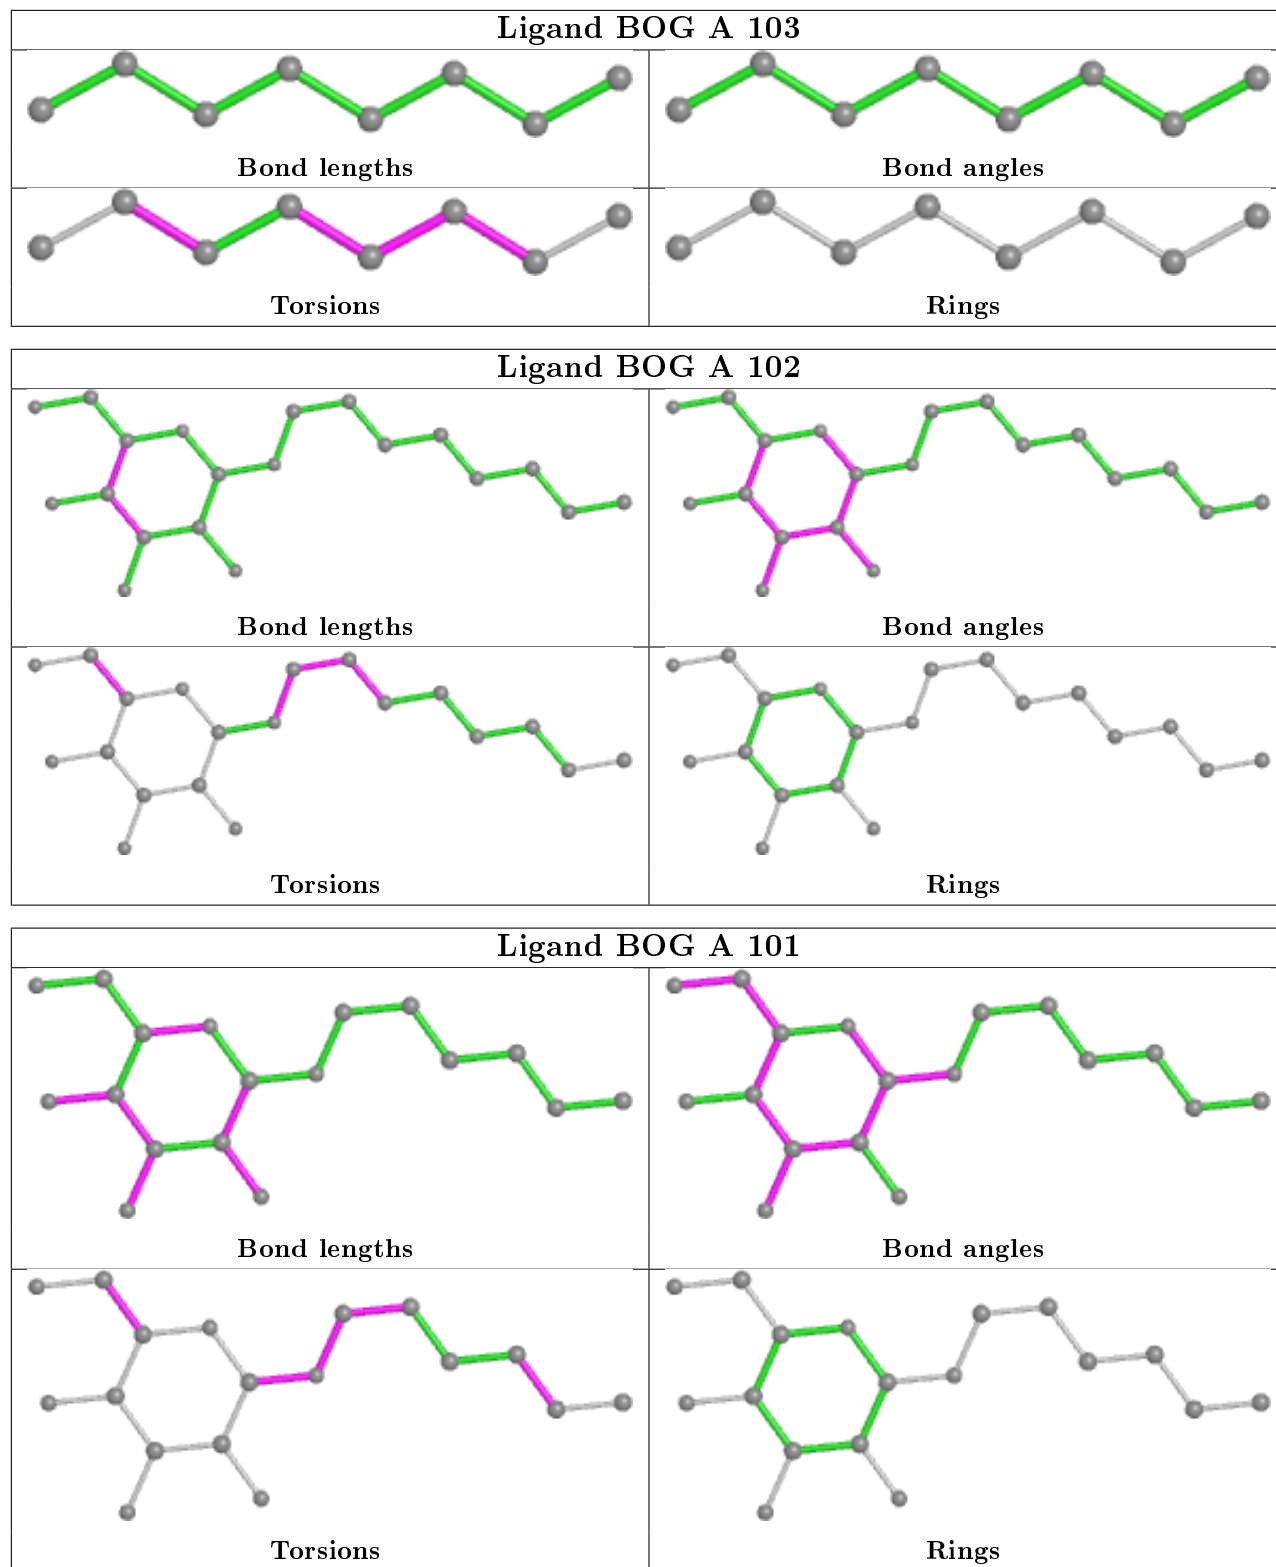 Ligand BOG A 103
Bond lengths
Bond angles
Torsions
Rings
Ligand BOG A 102
Bond lengths
Bond angles
Torsions
Rings
Ligand BOG A 101
Bond lengths
Bond angles
Torsions
Rings